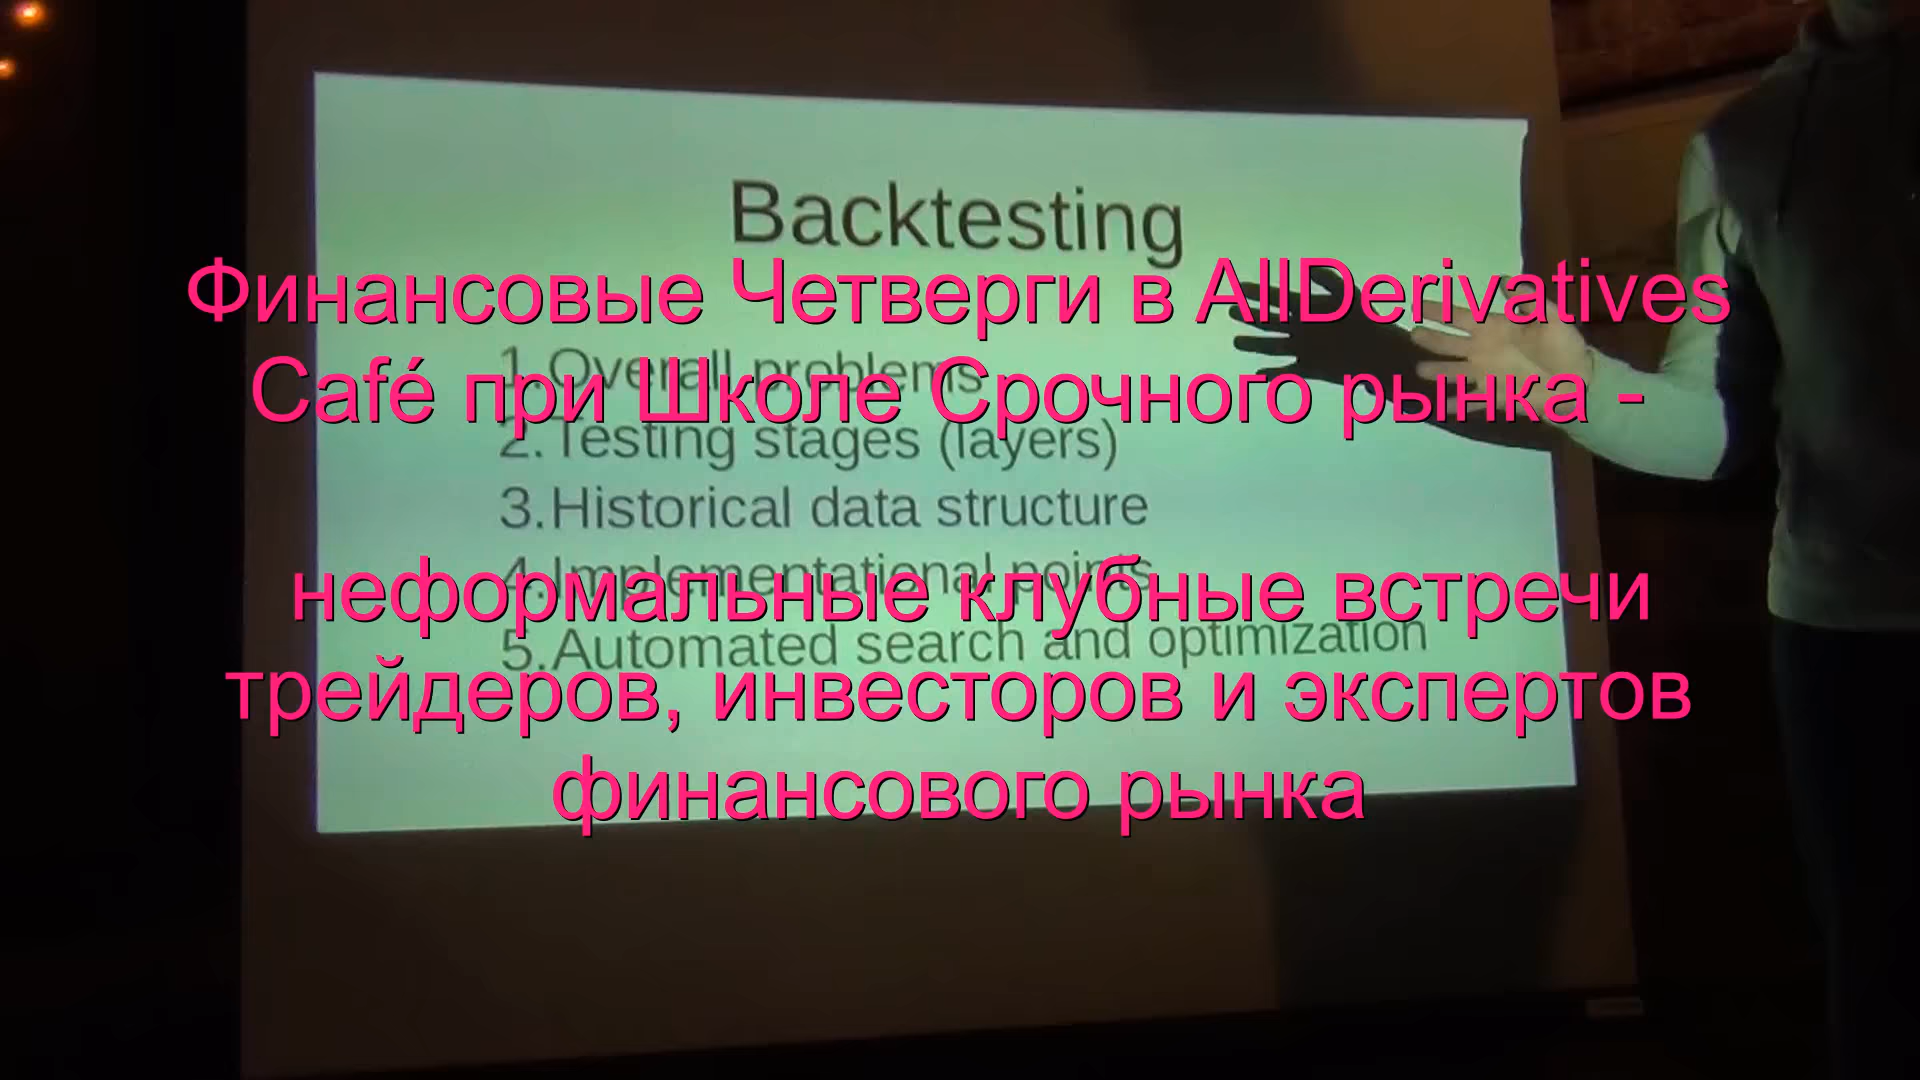 Backtesting
Финансовые Четверги в AllDerivatives
1.Overall problems
Café при Школе Срочного рынка -
2.Testing stages (layers)
3.Historical data structure
4.Implementational points
неформальные клубные встречи
5.Automated search and optimization
трейдеров, инвесторов и экспертов
финансового рынка